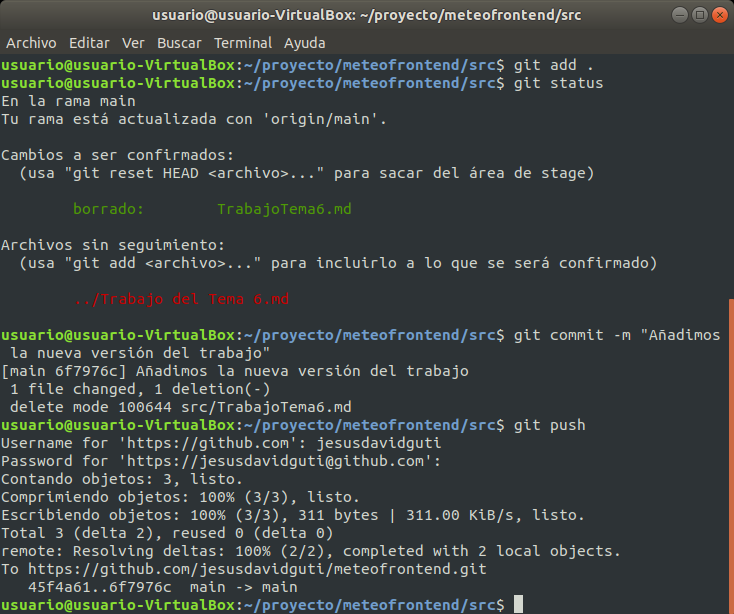 usuario@usuario-VirtualBox: ~/proyecto/meteofrontend/src
Archivo Editar Ver Buscar Terminal Ayuda
usuario@usuario-VirtualBox:~/proyecto/meteofrontend/src$ git add .
usuario@usuario-VirtualBox:~/proyecto/meteofrontend/src$ git status
En la rama main
Tu rama está actualizada con 'origin/main'.
Cambios a ser confirmados:
  (usa "git reset HEAD <archivo>..." para sacar del área de stage)
        borrado:        TrabajoTema6.md
Archivos sin seguimiento:
  (usa "git add <archivo>..." para incluirlo a lo que se será confirmado)
        ../Trabajo del Tema 6.md
usuario@usuario-VirtualBox:~/proyecto/meteofrontend/src$ git commit -m "Añadimos
 la nueva versión del trabajo"
[main 6f7976c] Añadimos la nueva versión del trabajo
 1 file changed, 1 deletion(-)
 delete mode 100644 src/TrabajoTema6.md
usuario@usuario-VirtualBox:~/proyecto/meteofrontend/src$ git push
Username for 'https://github.com': jesusdavidguti
Password for 'https://jesusdavidguti@github.com':
Contando objetos: 3, listo.
Comprimiendo objetos: 100% (3/3), listo.
Escribiendo objetos: 100% (3/3), 311 bytes | 311.00 KiB/s, listo.
Total 3 (delta 2), reused 0 (delta 0)
remote: Resolving deltas: 100% (2/2), completed with 2 local objects.
To https://github.com/jesusdavidguti/meteofrontend.git
   45f4a61..6f7976c  main -> main
usuario@usuario-VirtualBox:~/proyecto/meteofrontend/src$